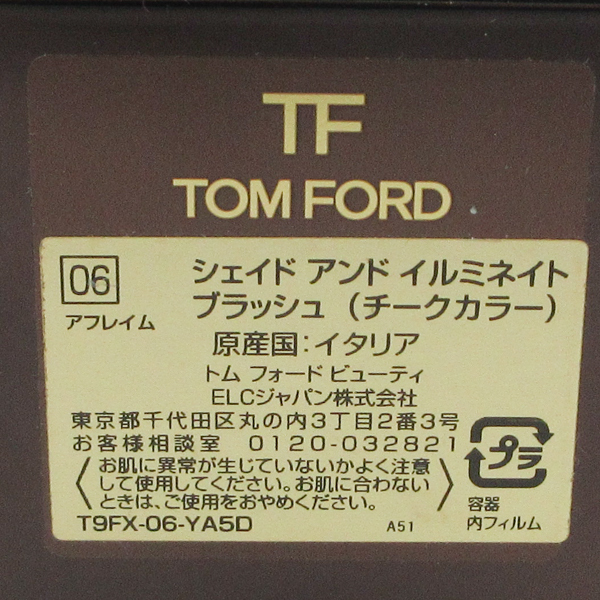 TF
TOM FORD
06
アフレイム
シェイド アンド イルミネイト
ブラッシュ（チークカラー）
原産国：イタリア
トム フォード ビューティ
ELCジャパン株式会社
東京都千代田区丸の内3丁目2番3号
お客様相談室 0120-032821
〈お肌に異常が生じていないかよく注意
して使用してください。お肌に合わない
ときは、ご使用をおやめください。〉
T9FX-06-YA5D
A51
プラ
容器
内フィルム